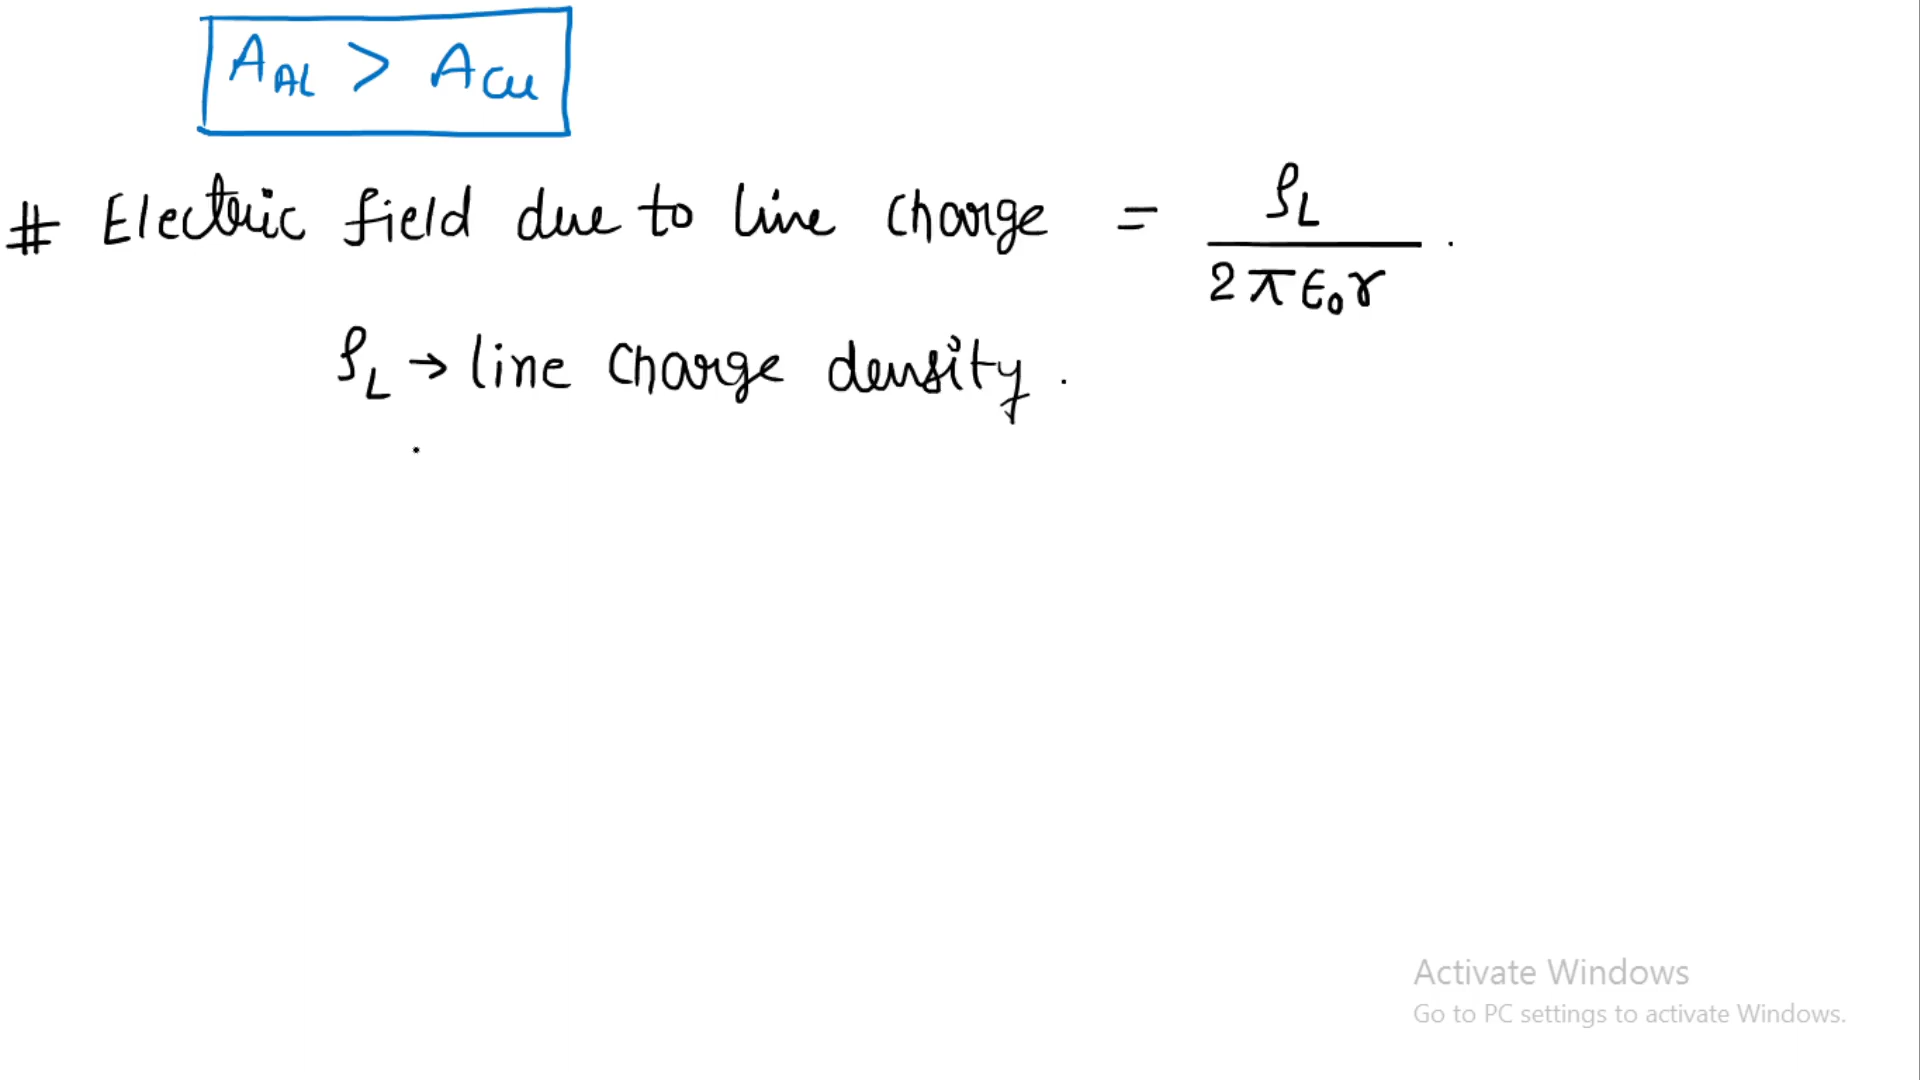 A_AL > A_Cu
# Electric field due to line charge = ρ_L / 2πϵ₀r .
ρ_L → line charge density .
Activate Windows
Go to PC settings to activate Windows.